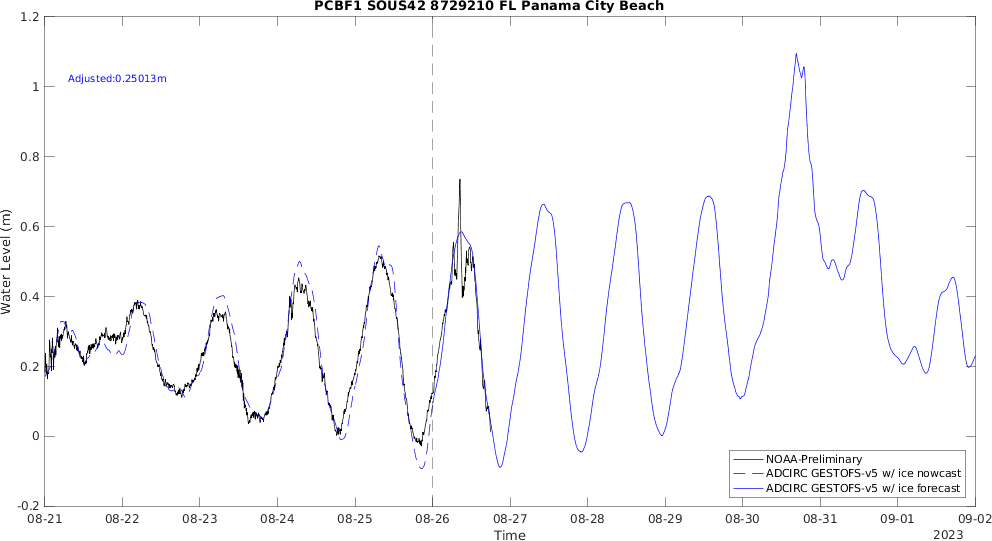 PCBF1 SOUS42 8729210 FL Panama City Beach
1.2
Adjusted:0.25013m
1
0.8
0.6
0.4
0.2
0
-0.2
Water Level (m)
NOAA-Preliminary
ADCIRC GESTOFS-v5 w/ ice nowcast
ADCIRC GESTOFS-v5 w/ ice forecast
08-21 08-22 08-23 08-24 08-25 08-26 08-27 08-28 08-29 08-30 08-31 09-01 09-02
Time
2023